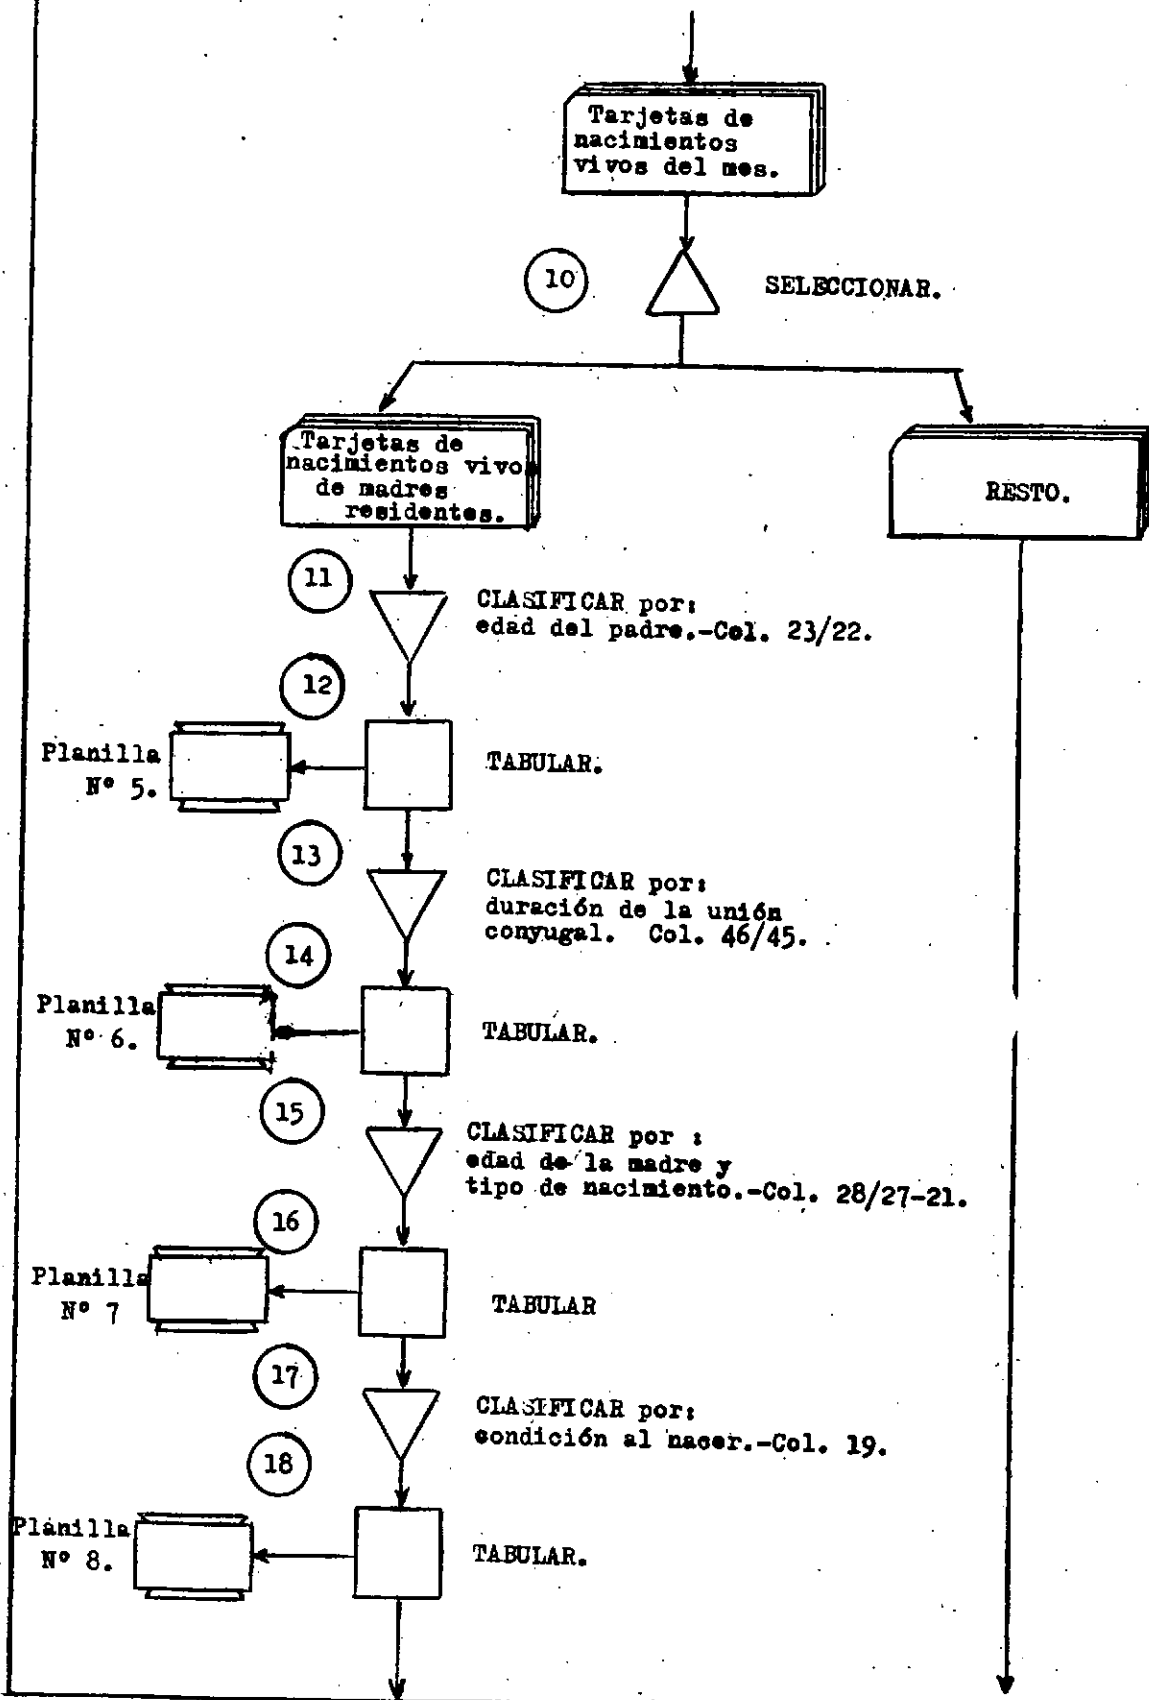 Tarjetas de
nacimientos
vivos del mes.
10
SELECCIONAR.
Tarjetas de
nacimientos vivos
de madres
residentes.
RESTO.
11
CLASIFICAR por:
edad del padre.-Col. 23/22.
12
Planilla
Nº 5.
TABULAR.
13
CLASIFICAR por:
duración de la unión
conyugal. Col. 46/45.
14
Planilla
Nº 6.
TABULAR.
15
CLASIFICAR por :
edad de la madre y
tipo de nacimiento.-Col. 28/27-21.
16
Planilla
Nº 7
TABULAR
17
CLASIFICAR por:
condición al nacer.-Col. 19.
18
Planilla
Nº 8.
TABULAR.